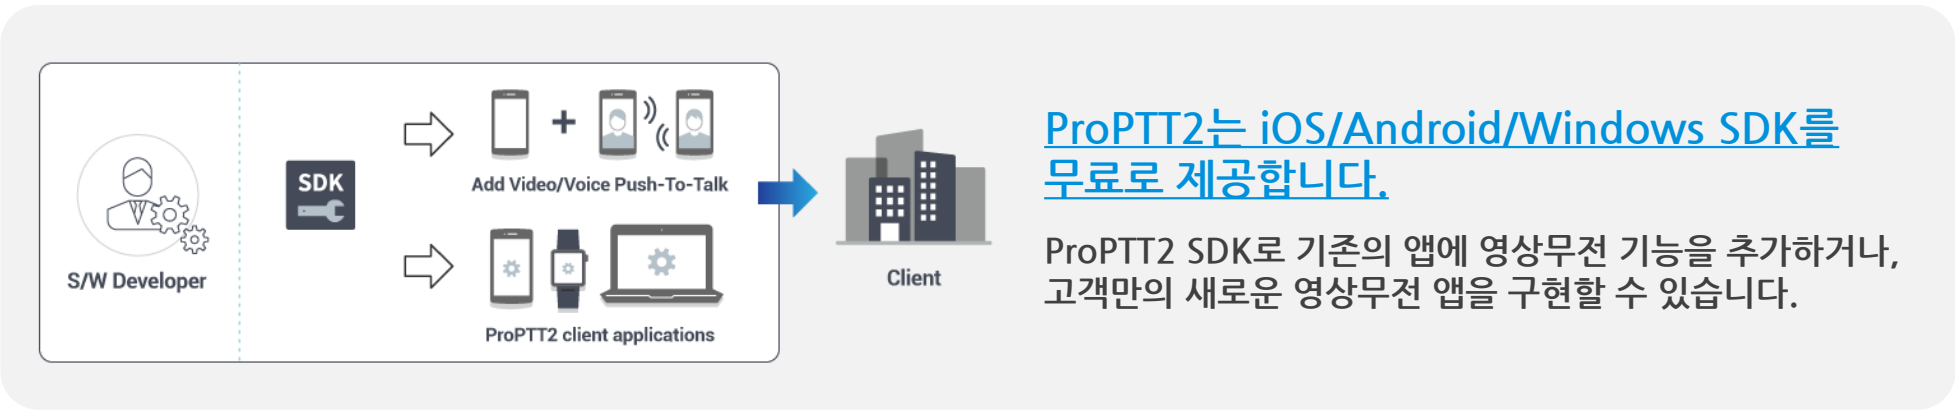 S/W Developer
SDK
Add Video/Voice Push-To-Talk
ProPTT2 client applications
Client
ProPTT2는 iOS/Android/Windows SDK를
무료로 제공합니다.
ProPTT2 SDK로 기존의 앱에 영상무전 기능을 추가하거나,
고객만의 새로운 영상무전 앱을 구현할 수 있습니다.